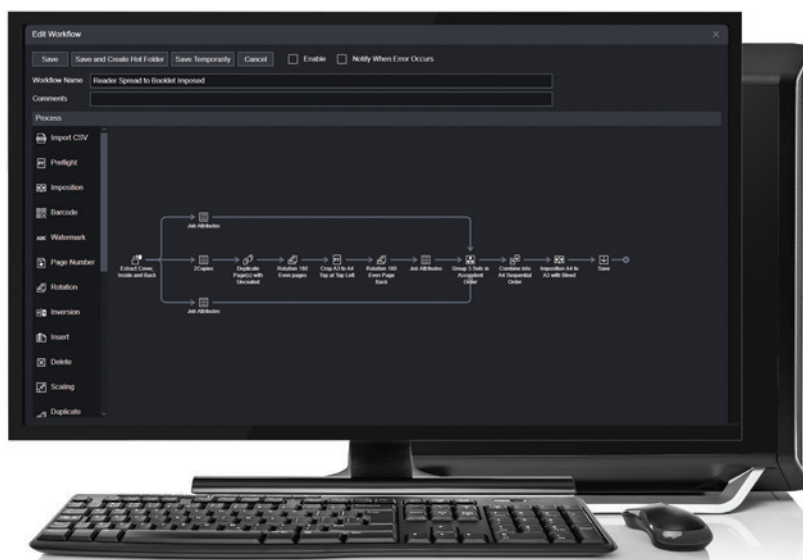 Edit Workflow
Save Save and Create Hot Folder Save Temporarily Cancel Enable Notify When Error Occurs
Workflow Name Reader Spread to Booklet Imposed
Comments
Process
Import CSV
Preflight
Imposition
Barcode
ABC Watermark
Page Number
Rotation
Inversion
Insert
Delete
Scaling
Duplicate
Job Attributes
Extract Cover,
Inside and Back
2Copies
Duplicate
Page(s) with
Uncoated
Rotation 180
Even pages
Crop A3 to A4
Top at Top Left
Rotation 180
Even Page
Back
Job Attributes
Group 3 Sets in
Ascendent
Order
Combine into
A4 Sequential
Order
Imposition A4 to
A3 with Bleed
Save
Job Attributes